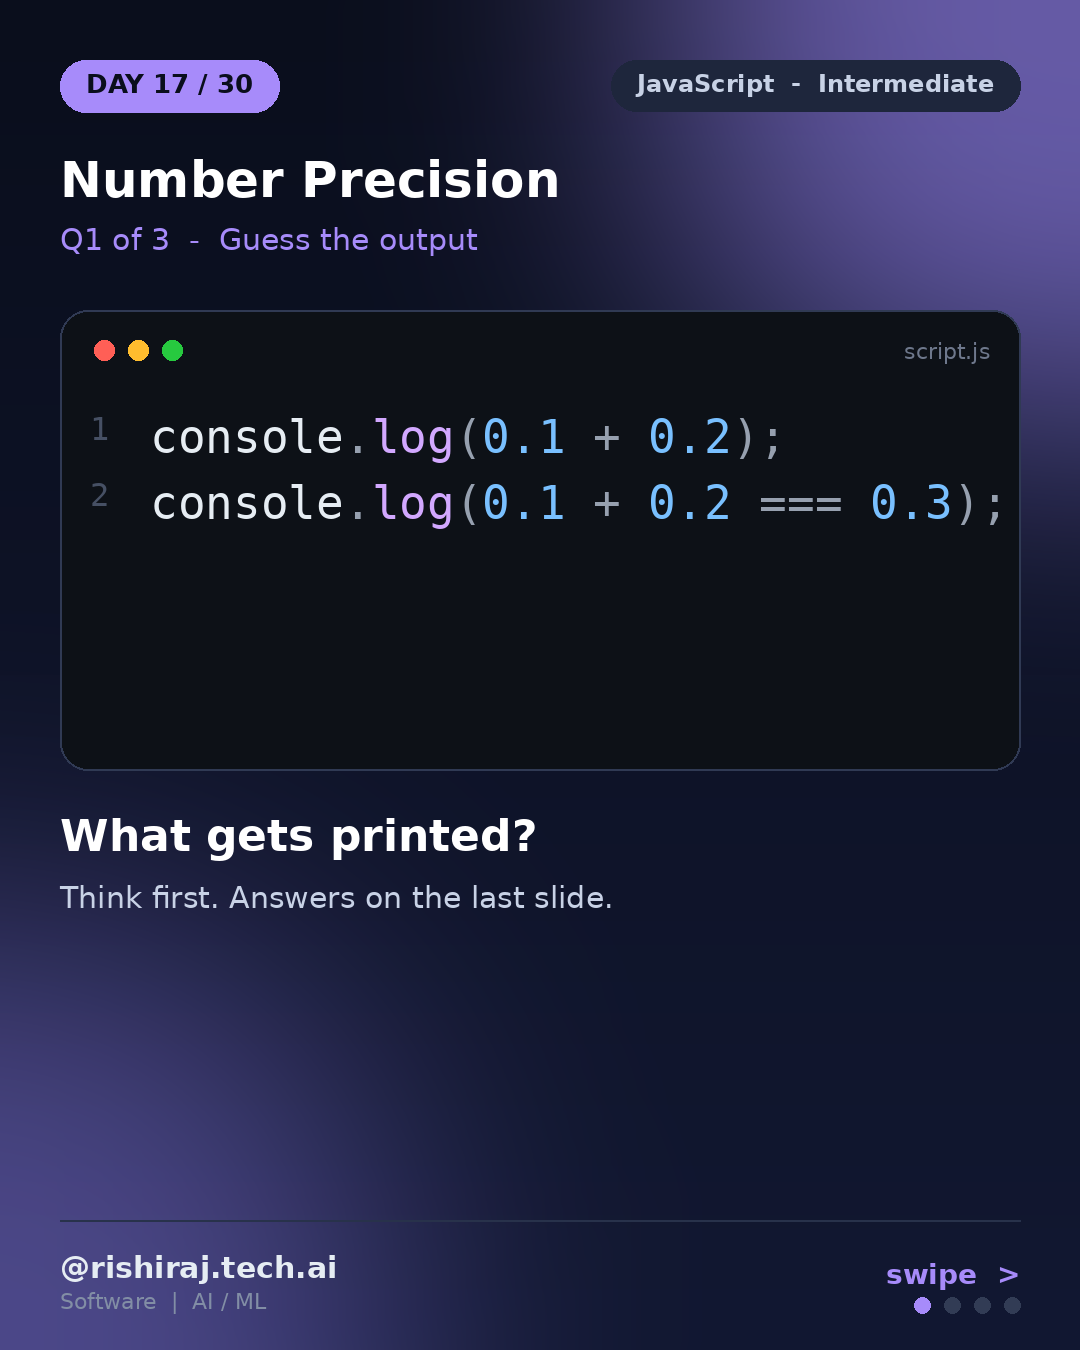 DAY 17 / 30
JavaScript - Intermediate
Number Precision
Q1 of 3 - Guess the output
script.js
1 console.log(0.1 + 0.2);
2 console.log(0.1 + 0.2 === 0.3);
What gets printed?
Think first. Answers on the last slide.
@rishiraj.tech.ai
Software | AI / ML
swipe >